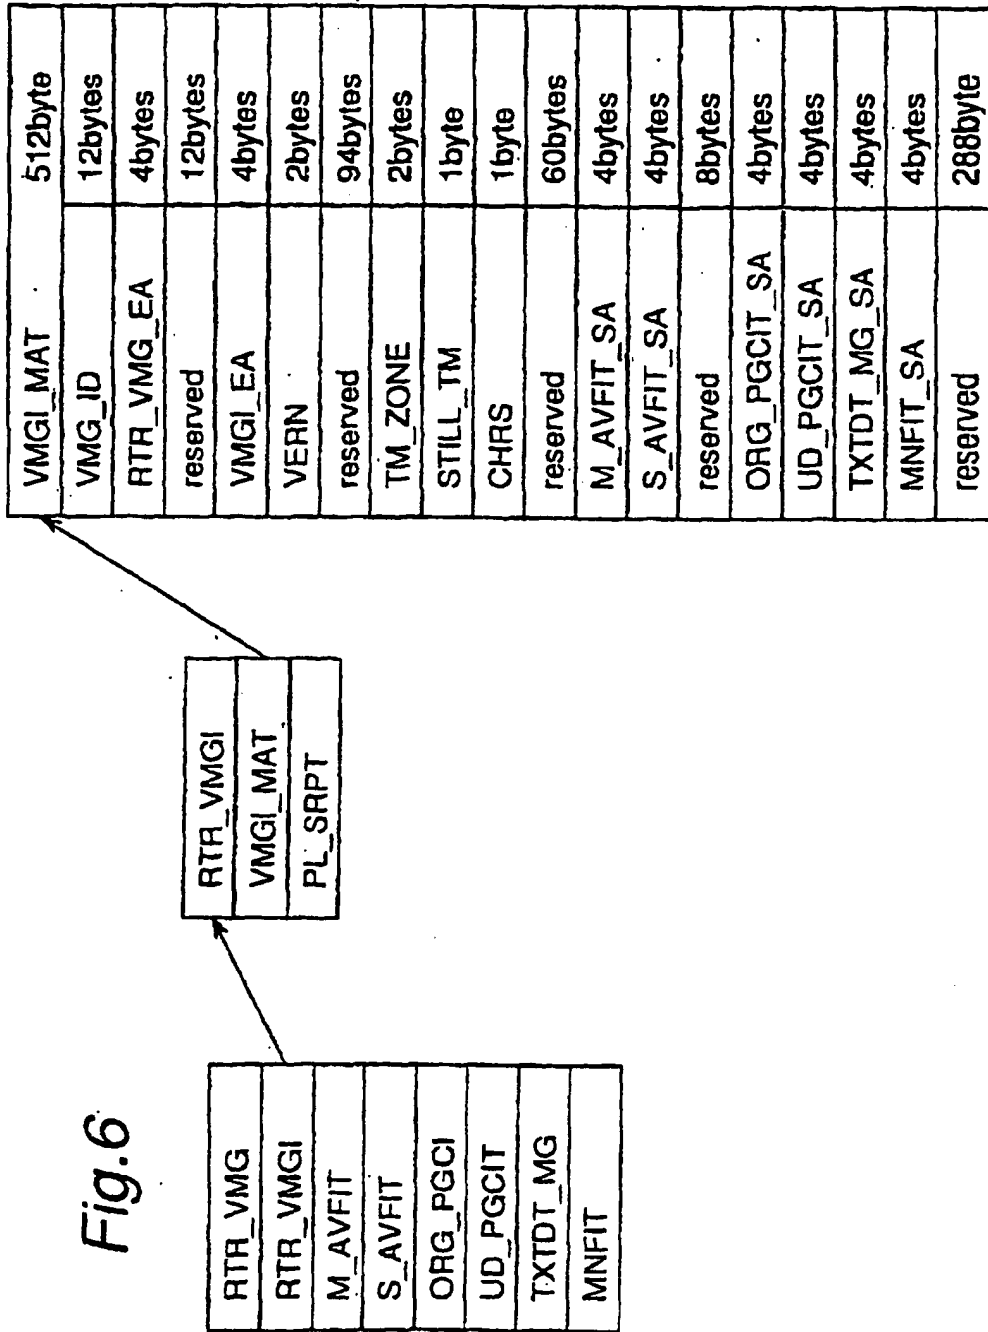 Fig.6
RTR_VMG
RTR_VMGI
M_AVFIT
S_AVFIT
ORG_PGCI
UD_PGCIT
TXTDT_MG
MNFIT
RTR_VMGI
VMGI_MAT
PL_SRPT
VMGI_MAT 512byte
VMG_ID 12bytes
RTR_VMG_EA 4bytes
reserved 12bytes
VMGI_EA 4bytes
VERN 2bytes
reserved 94bytes
TM_ZONE 2bytes
STILL_TM 1byte
CHRS 1byte
reserved 60bytes
M_AVFIT_SA 4bytes
S_AVFIT_SA 4bytes
reserved 8bytes
ORG_PGCIT_SA 4bytes
UD_PGCIT_SA 4bytes
TXTDT_MG_SA 4bytes
MNFIT_SA 4bytes
reserved 288byte